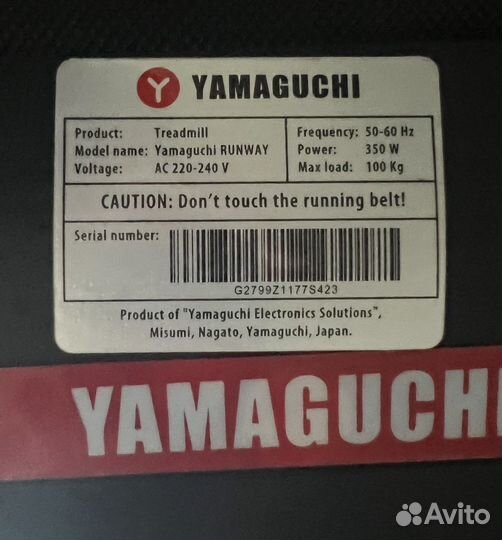 Y YAMAGUCHI
Product: Treadmill
Model name: Yamaguchi RUNWAY
Voltage: AC 220-240 V
Frequency: 50-60 Hz
Power: 350 W
Max load: 100 Kg
CAUTION: Don't touch the running belt!
Serial number:
G2799Z1177S423
Product of "Yamaguchi Electronics Solutions",
Misumi, Nagato, Yamaguchi, Japan.
YAMAGUCHI
Avito